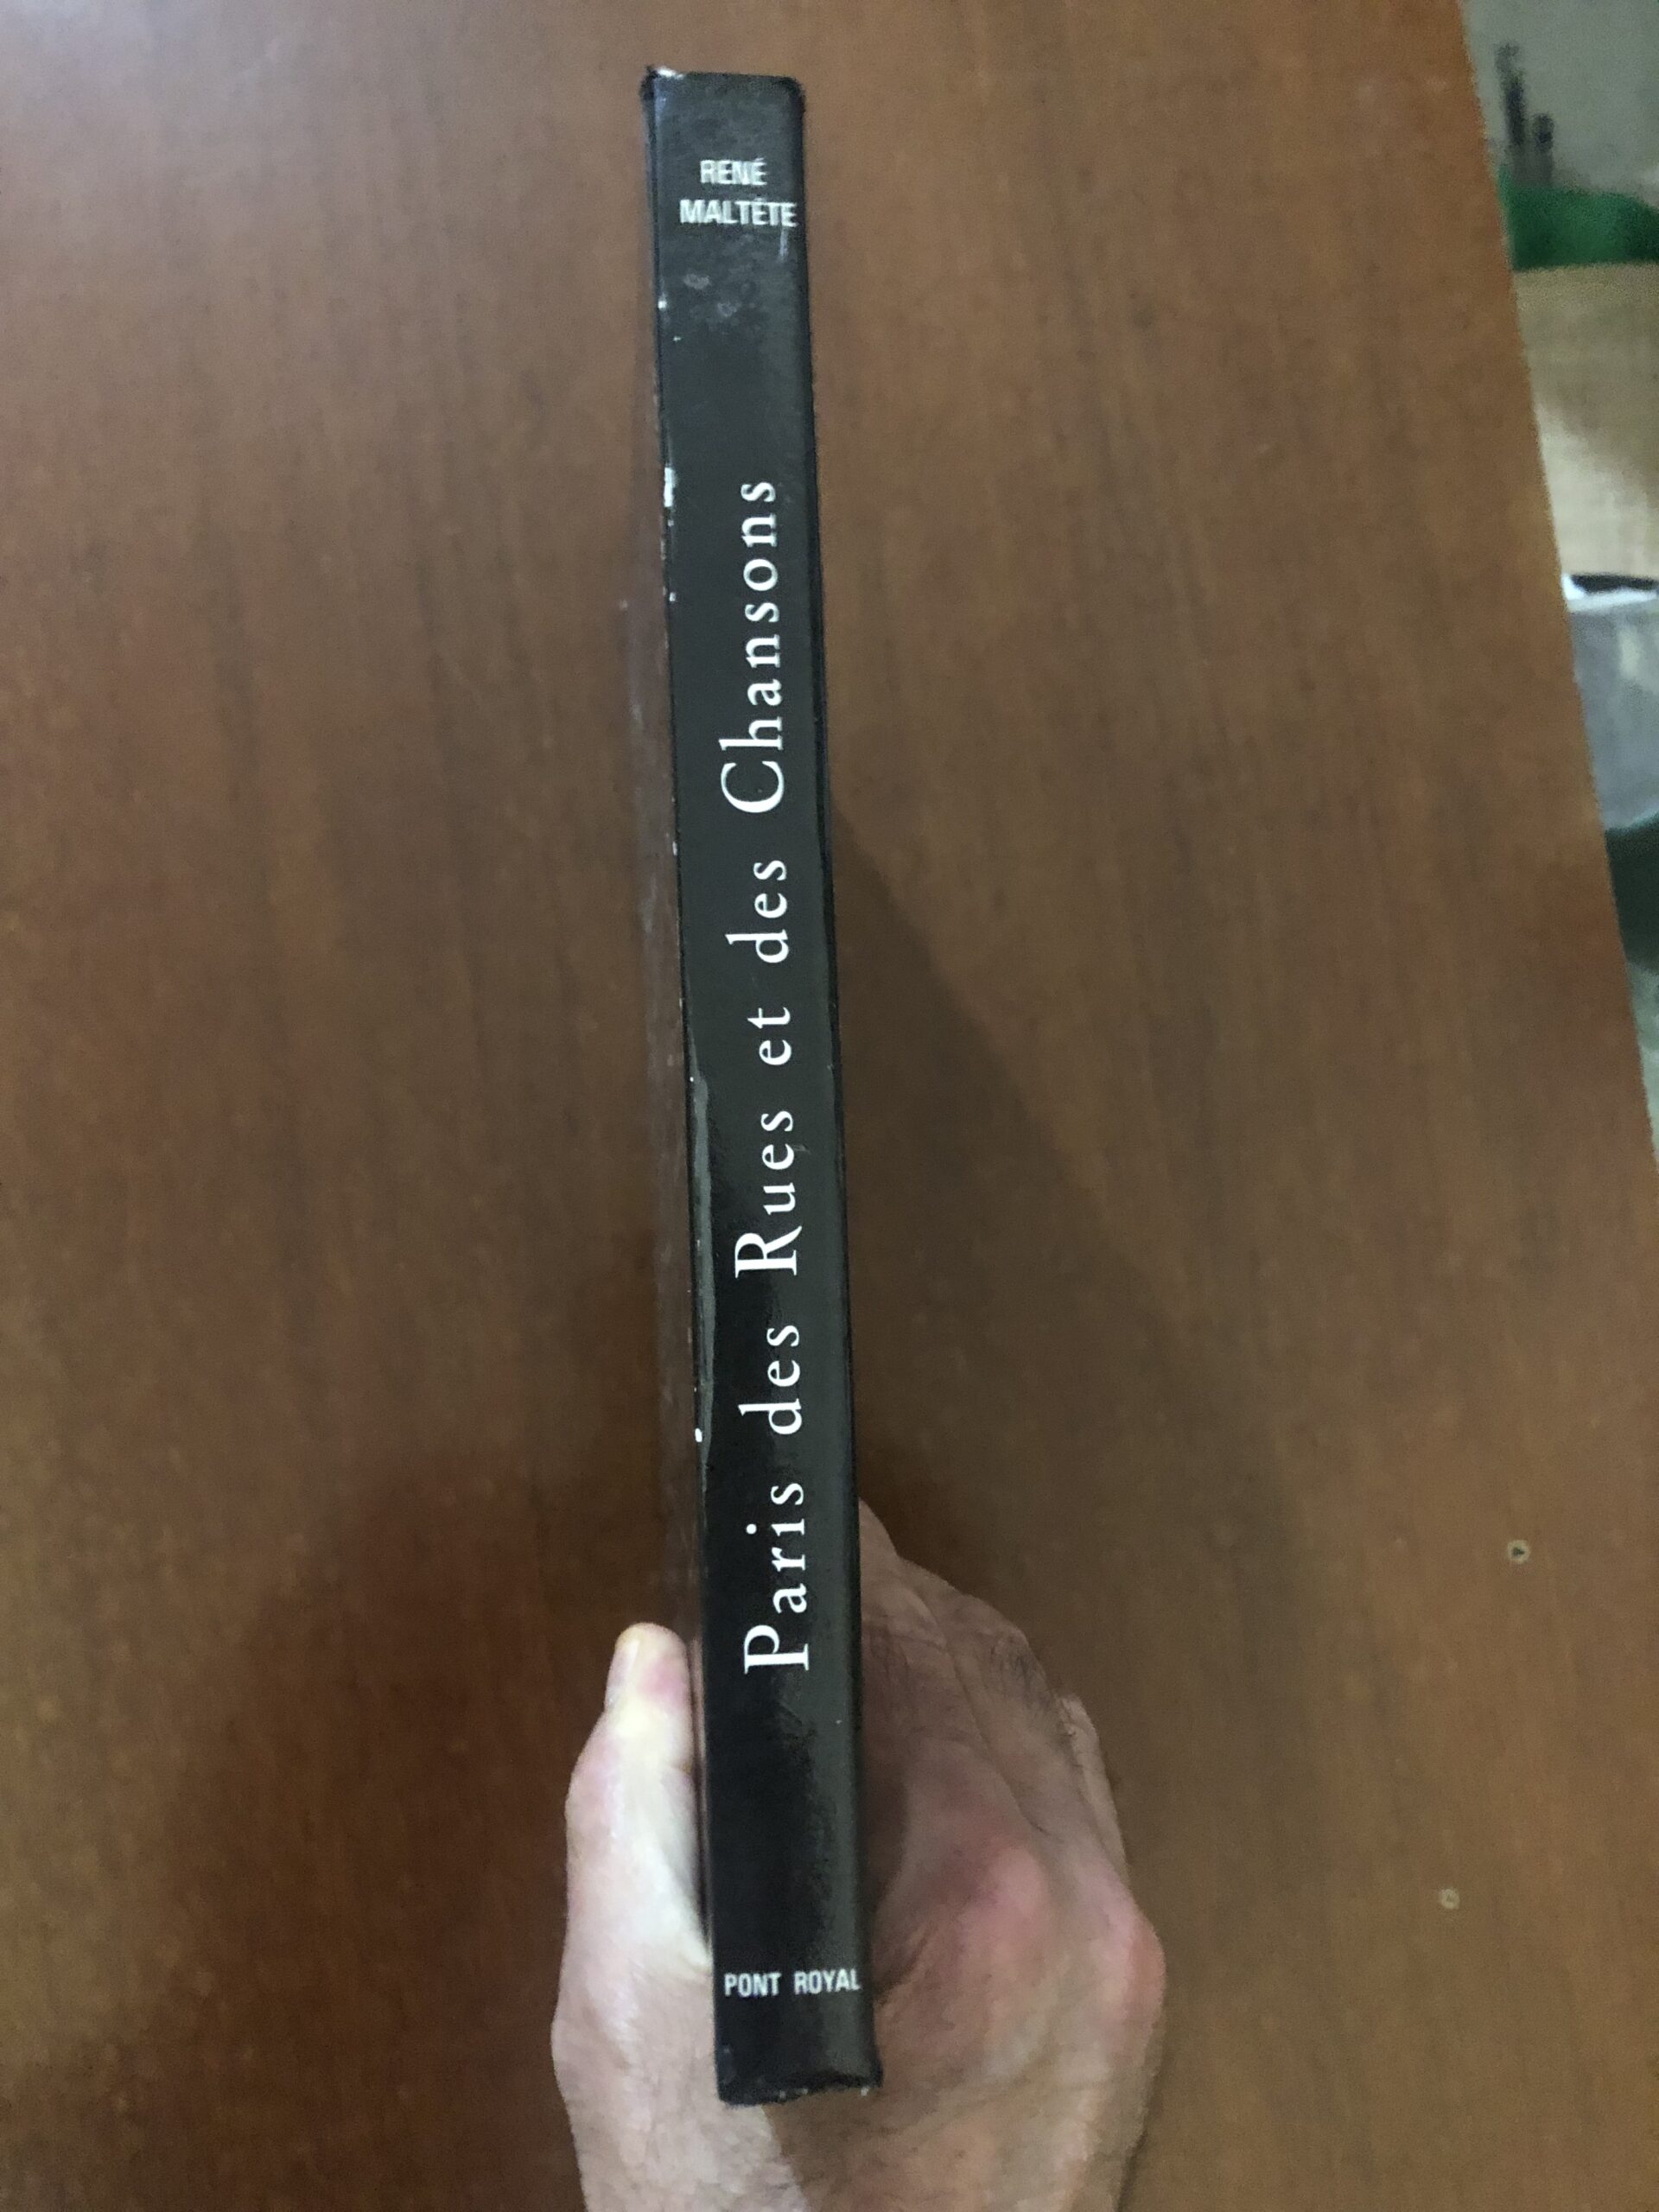 RENÉ
MALTÊTE
Paris des Rues et des Chansons
PONT ROYAL